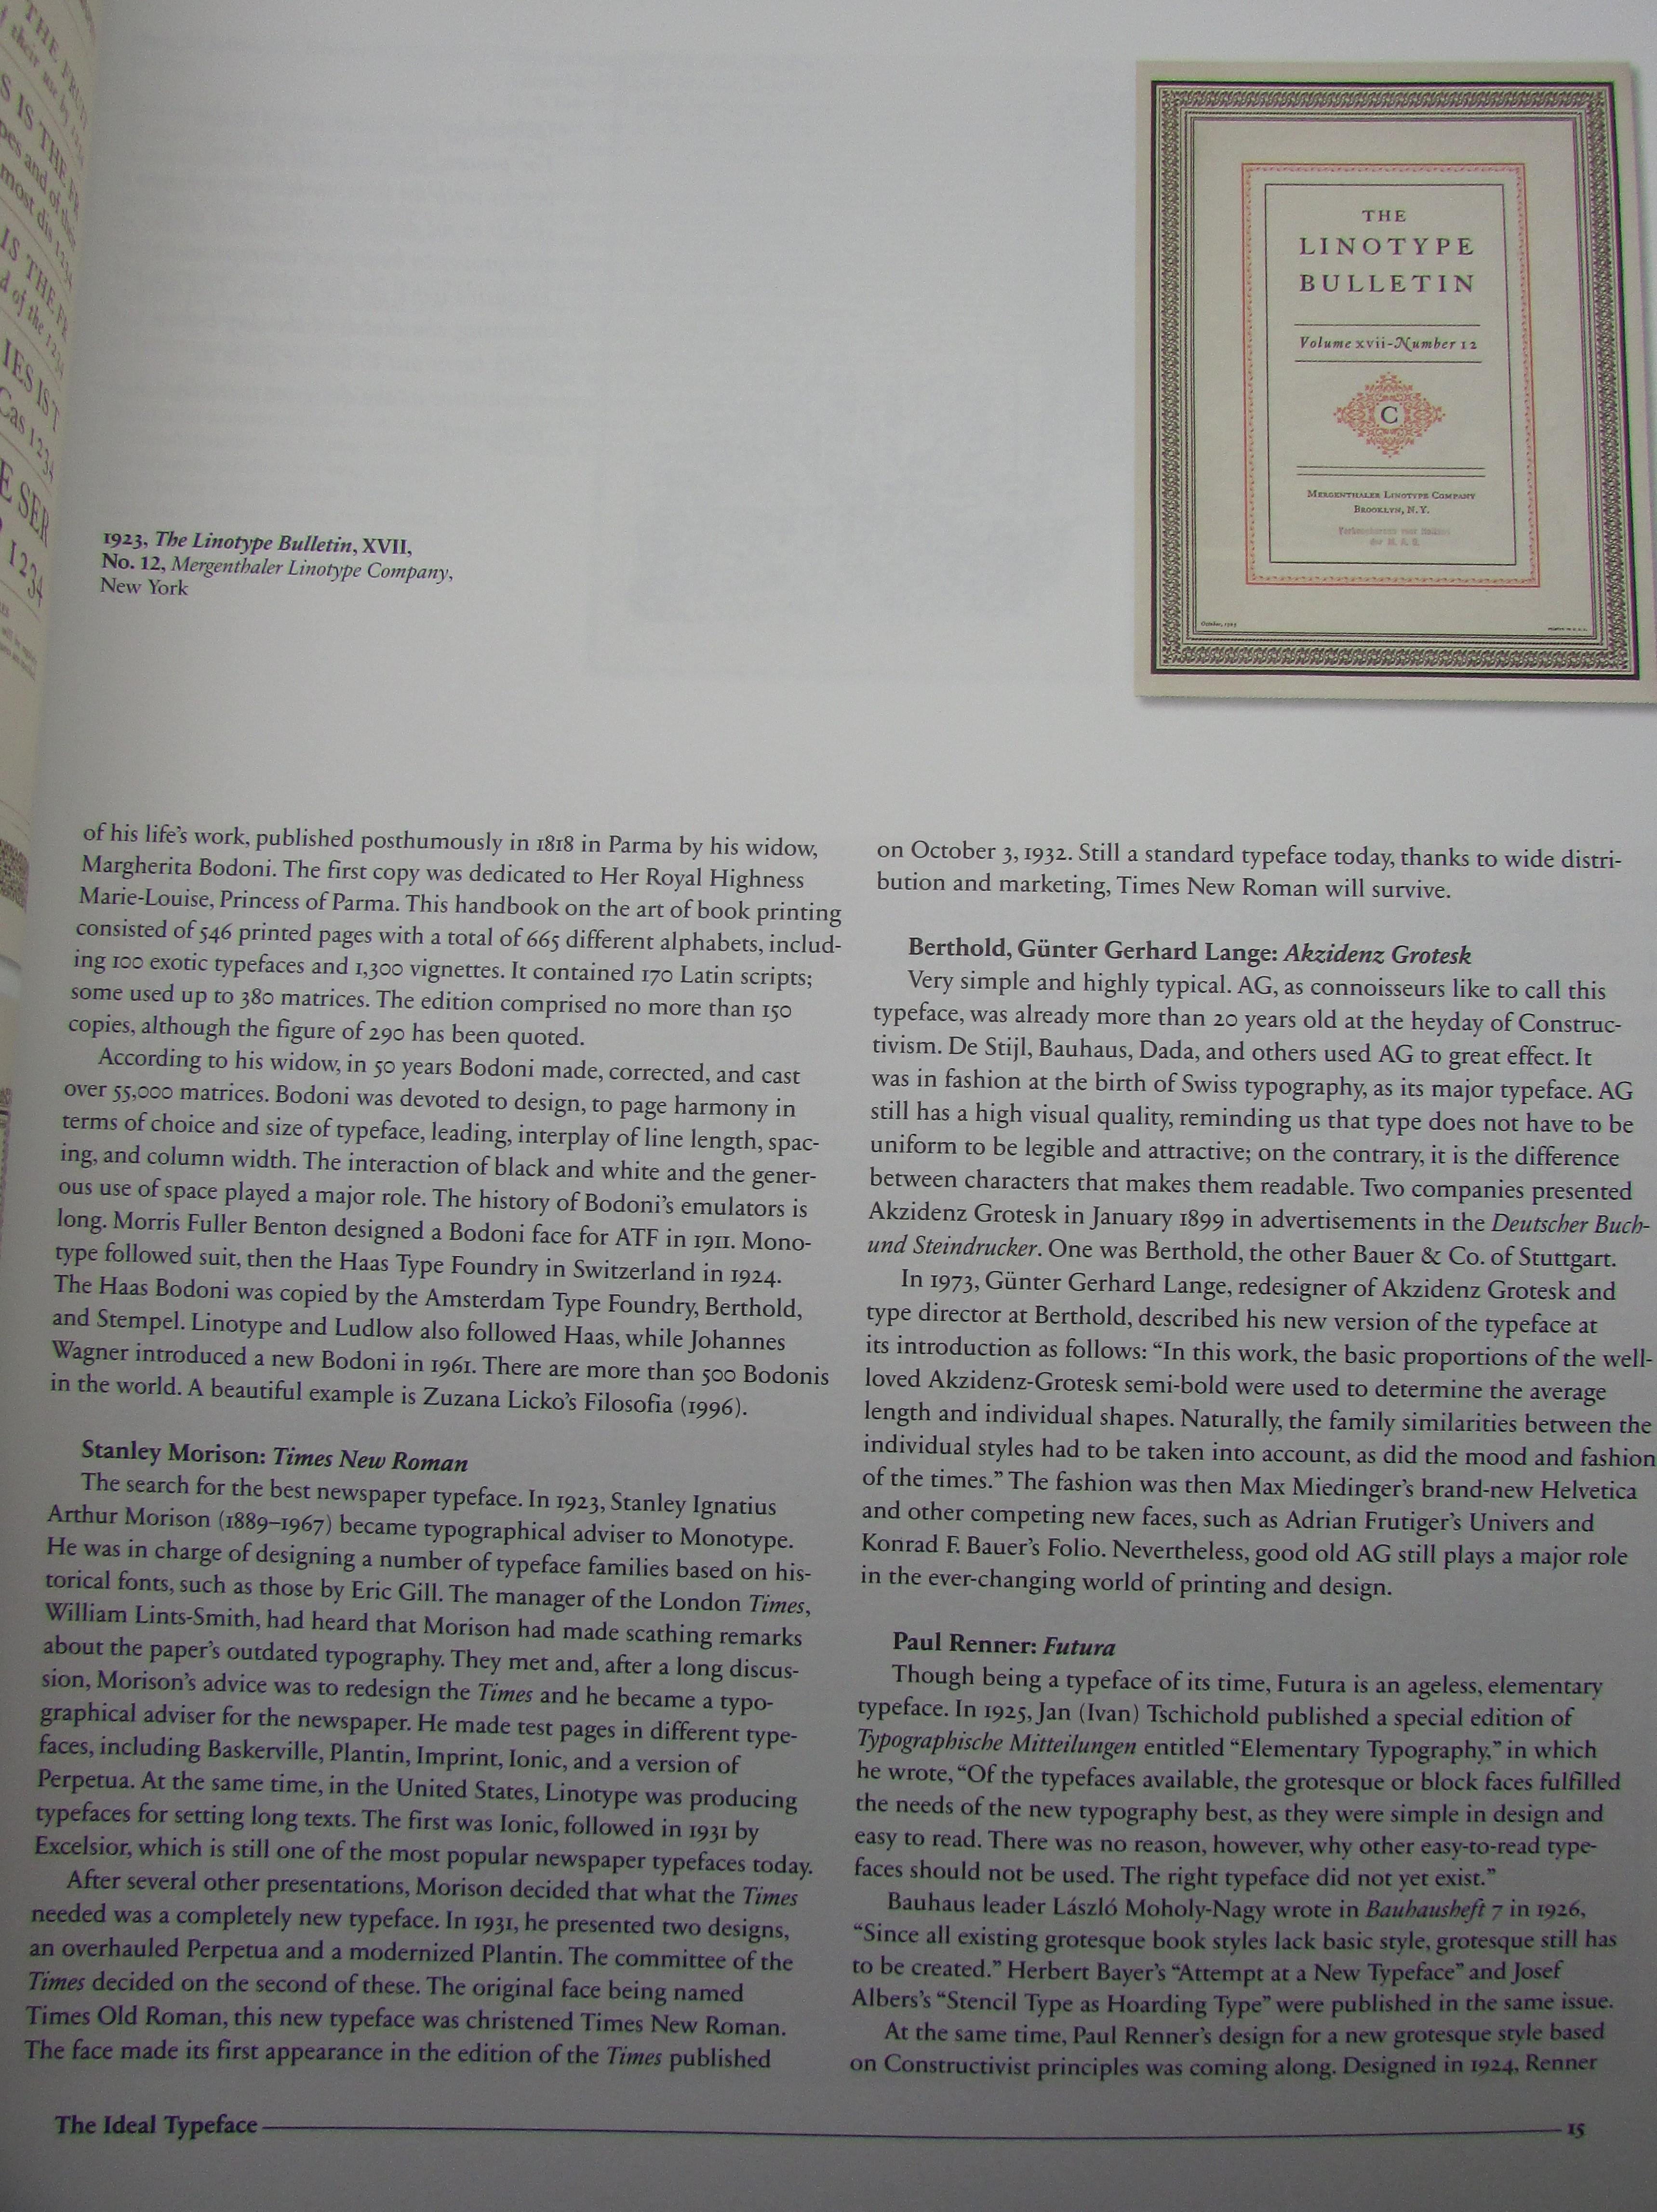 THE
LINOTYPE
BULLETIN
Volume xvii-Number 12
C
MERGENTHALER LINOTYPE COMPANY
BROOKLYN, N.Y.
1923, The Linotype Bulletin, XVII,
No. 12, Mergenthaler Linotype Company,
New York
of his life's work, published posthumously in 1818 in Parma by his widow,
Margherita Bodoni. The first copy was dedicated to Her Royal Highness
Marie-Louise, Princess of Parma. This handbook on the art of book printing
consisted of 546 printed pages with a total of 665 different alphabets, includ-
ing 100 exotic typefaces and 1,300 vignettes. It contained 170 Latin scripts;
some used up to 380 matrices. The edition comprised no more than 150
copies, although the figure of 290 has been quoted.
According to his widow, in 50 years Bodoni made, corrected, and cast
over 55,000 matrices. Bodoni was devoted to design, to page harmony in
terms of choice and size of typeface, leading, interplay of line length, spac-
ing, and column width. The interaction of black and white and the gener-
ous use of space played a major role. The history of Bodoni's emulators is
long. Morris Fuller Benton designed a Bodoni face for ATF in 1911. Mono-
type followed suit, then the Haas Type Foundry in Switzerland in 1924.
The Haas Bodoni was copied by the Amsterdam Type Foundry, Berthold,
and Stempel. Linotype and Ludlow also followed Haas, while Johannes
Wagner introduced a new Bodoni in 1961. There are more than 500 Bodonis
in the world. A beautiful example is Zuzana Licko's Filosofia (1996).
Stanley Morison: Times New Roman
The search for the best newspaper typeface. In 1923, Stanley Ignatius
Arthur Morison (1889–1967) became typographical adviser to Monotype.
He was in charge of designing a number of typeface families based on his-
torical fonts, such as those by Eric Gill. The manager of the London Times,
William Lints-Smith, had heard that Morison had made scathing remarks
about the paper's outdated typography. They met and, after a long discus-
sion, Morison's advice was to redesign the Times and he became a typo-
graphical adviser for the newspaper. He made test pages in different type-
faces, including Baskerville, Plantin, Imprint, Ionic, and a version of
Perpetua. At the same time, in the United States, Linotype was producing
typefaces for setting long texts. The first was Ionic, followed in 1931 by
Excelsior, which is still one of the most popular newspaper typefaces today.
After several other presentations, Morison decided that what the Times
needed was a completely new typeface. In 1931, he presented two designs,
an overhauled Perpetua and a modernized Plantin. The committee of the
Times decided on the second of these. The original face being named
Times Old Roman, this new typeface was christened Times New Roman.
The face made its first appearance in the edition of the Times published
on October 3, 1932. Still a standard typeface today, thanks to wide distri-
bution and marketing, Times New Roman will survive.
Berthold, Günter Gerhard Lange: Akzidenz Grotesk
Very simple and highly typical. AG, as connoisseurs like to call this
typeface, was already more than 20 years old at the heyday of Construc-
tivism. De Stijl, Bauhaus, Dada, and others used AG to great effect. It
was in fashion at the birth of Swiss typography, as its major typeface. AG
still has a high visual quality, reminding us that type does not have to be
uniform to be legible and attractive; on the contrary, it is the difference
between characters that makes them readable. Two companies presented
Akzidenz Grotesk in January 1899 in advertisements in the Deutscher Buch-
und Steindrucker. One was Berthold, the other Bauer & Co. of Stuttgart.
In 1973, Günter Gerhard Lange, redesigner of Akzidenz Grotesk and
type director at Berthold, described his new version of the typeface at
its introduction as follows: “In this work, the basic proportions of the well-
loved Akzidenz-Grotesk semi-bold were used to determine the average
length and individual shapes. Naturally, the family similarities between the
individual styles had to be taken into account, as did the mood and fashion
of the times.” The fashion was then Max Miedinger's brand-new Helvetica
and other competing new faces, such as Adrian Frutiger's Univers and
Konrad F. Bauer's Folio. Nevertheless, good old AG still plays a major role
in the ever-changing world of printing and design.
Paul Renner: Futura
Though being a typeface of its time, Futura is an ageless, elementary
typeface. In 1925, Jan (Ivan) Tschichold published a special edition of
Typographische Mitteilungen entitled “Elementary Typography,” in which
he wrote, “Of the typefaces available, the grotesque or block faces fulfilled
the needs of the new typography best, as they were simple in design and
easy to read. There was no reason, however, why other easy-to-read type-
faces should not be used. The right typeface did not yet exist.”
Bauhaus leader László Moholy-Nagy wrote in Bauhausheft 7 in 1926,
“Since all existing grotesque book styles lack basic style, grotesque still has
to be created.” Herbert Bayer's “Attempt at a New Typeface” and Josef
Albers's “Stencil Type as Hoarding Type” were published in the same issue.
At the same time, Paul Renner's design for a new grotesque style based
on Constructivist principles was coming along. Designed in 1924, Renner
The Ideal Typeface
15